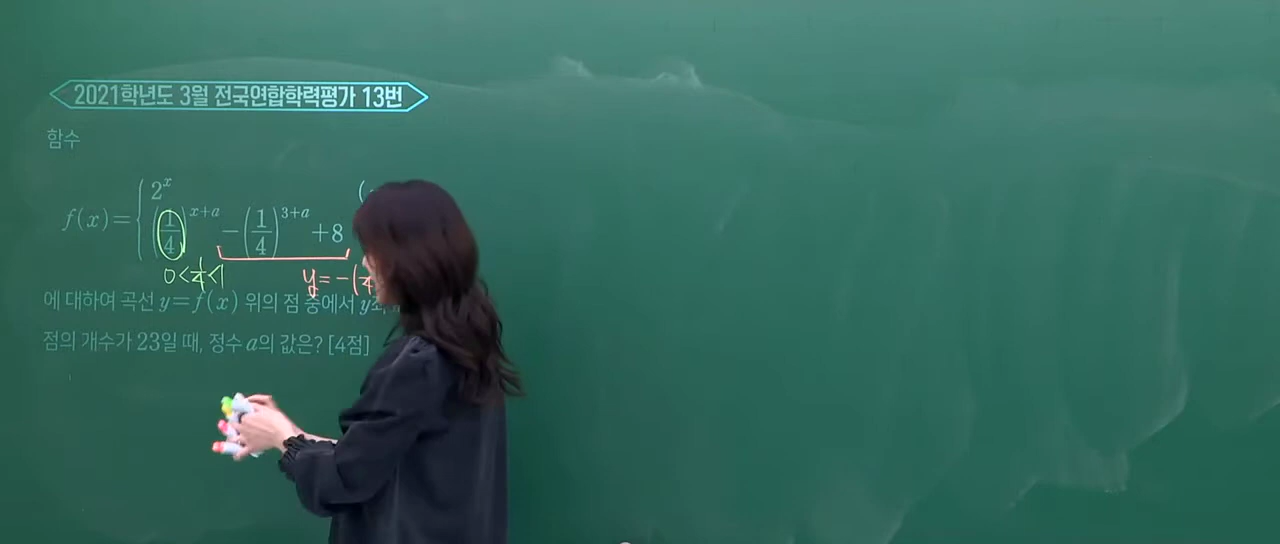 2021학년도 3월 전국연합학력평가 13번
함수
f(x)= { 2^x (
(1/4)^{x+a} - (1/4)^{3+a} +8
0<1/4<1 y=-(
에 대하여 곡선 y=f(x) 위의 점 중에서 y
점의 개수가 23일 때, 정수 a의 값은? [4점]